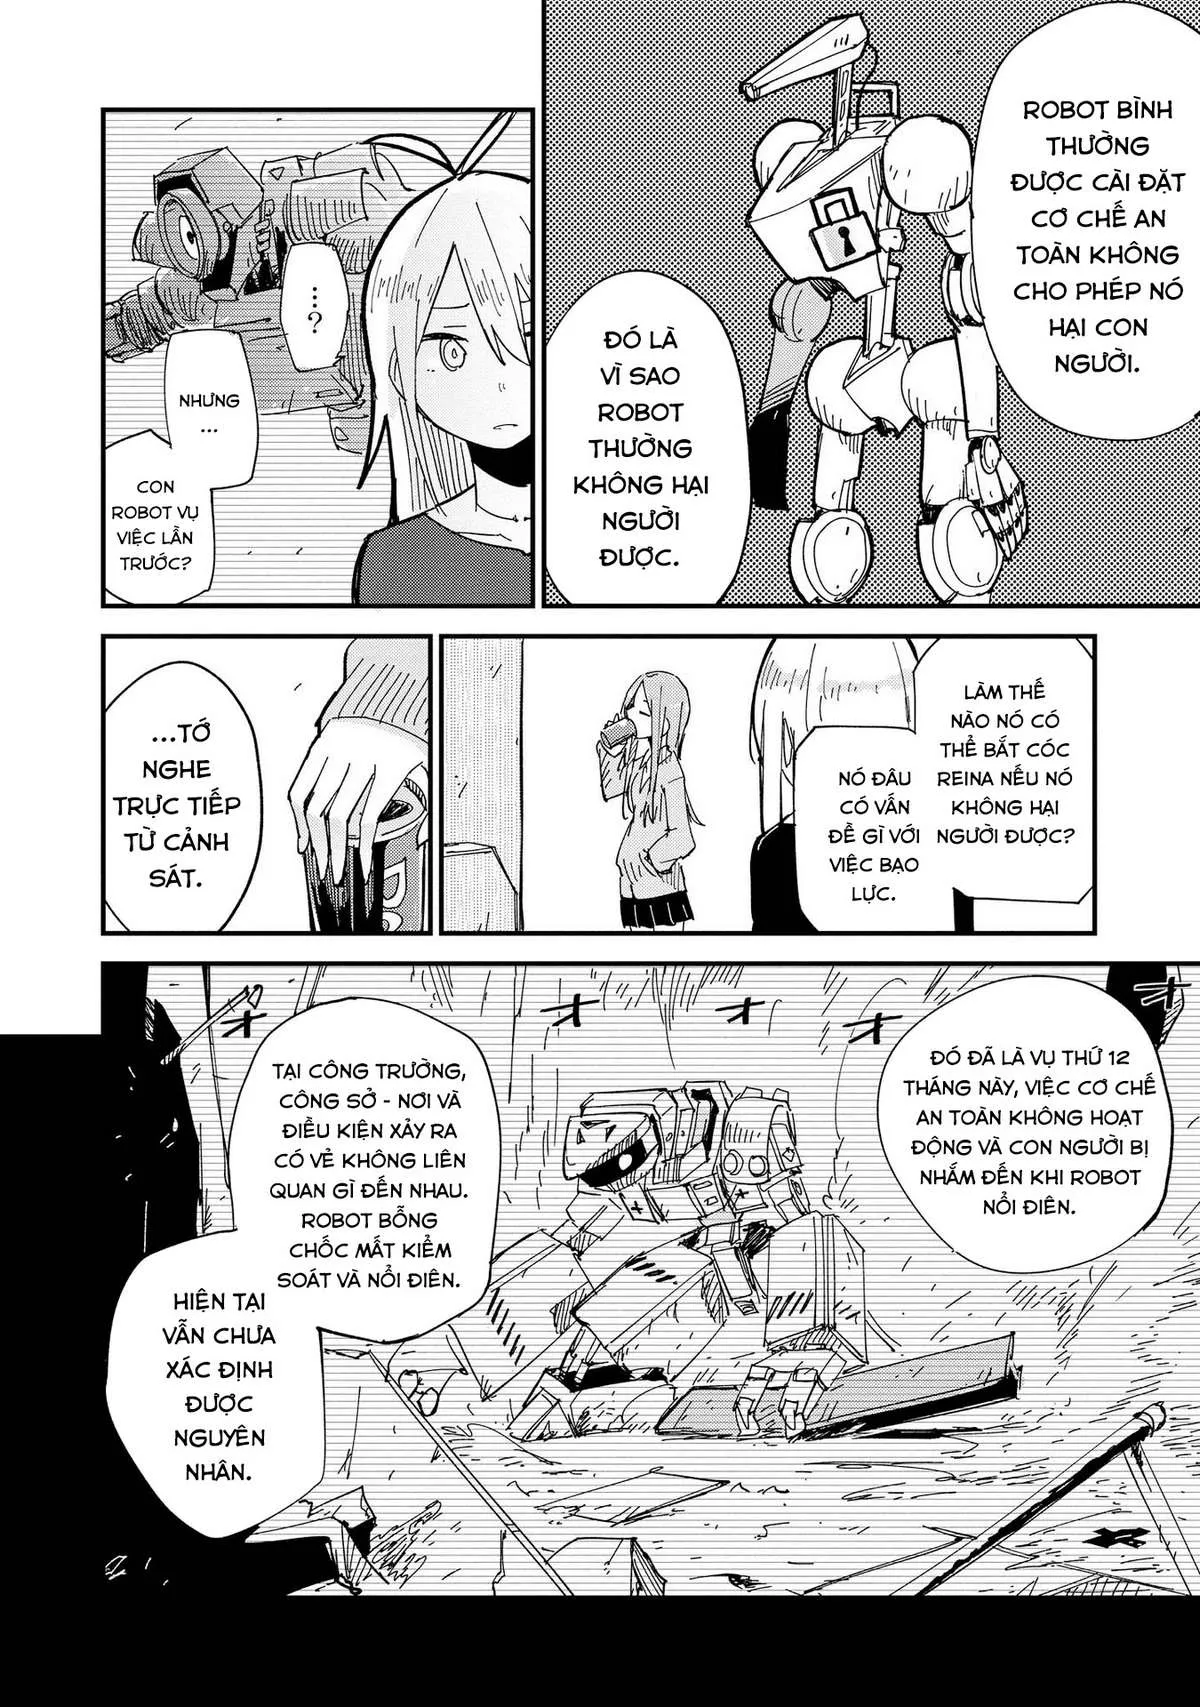 ROBOT BÌNH
THƯỜNG
ĐƯỢC CÀI ĐẶT
CƠ CHẾ AN
TOÀN KHÔNG
CHO PHÉP NÓ
HẠI CON
NGƯỜI.
ĐÓ LÀ
VÌ SAO
ROBOT
THƯỜNG
KHÔNG HẠI
NGƯỜI
ĐƯỢC.
...?
NHƯNG
...
CON
ROBOT VỤ
VIỆC LẦN
TRƯỚC?
LÀM THẾ
NÀO NÓ CÓ
THỂ BẮT CÓC
REINA NẾU NÓ
KHÔNG HẠI
NGƯỜI ĐƯỢC?
NÓ ĐÂU
CÓ VẤN
ĐỀ GÌ VỚI
VIỆC BẠO
LỰC.
...TỚ
NGHE
TRỰC TIẾP
TỪ CẢNH
SÁT.
ĐÓ ĐÃ LÀ VỤ THỨ 12
THÁNG NÀY, VIỆC CƠ CHẾ
AN TOÀN KHÔNG HOẠT
ĐỘNG VÀ CON NGƯỜI BỊ
NHẮM ĐẾN KHI ROBOT
NỔI ĐIÊN.
オ オ オ オ オ
TẠI CÔNG TRƯỜNG,
CÔNG SỞ - NƠI VÀ
ĐIỀU KIỆN XẢY RA
CÓ VẺ KHÔNG LIÊN
QUAN GÌ ĐẾN NHAU.
ROBOT BỖNG
CHỐC MẤT KIỂM
SOÁT VÀ NỔI ĐIÊN.
HIỆN TẠI
VẪN CHƯA
XÁC ĐỊNH
ĐƯỢC
NGUYÊN
NHÂN.